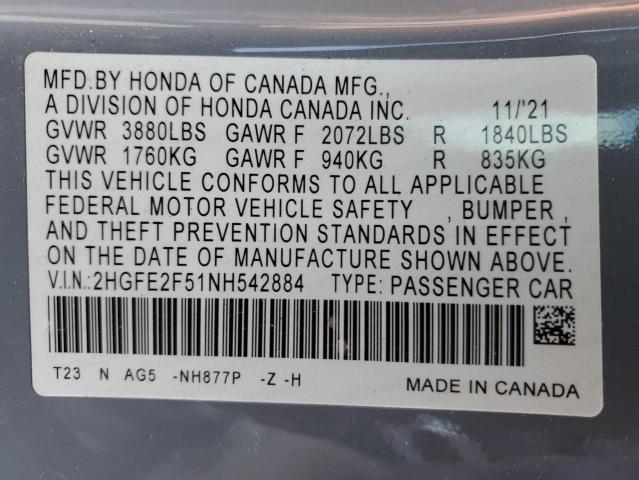 MFD.BY HONDA OF CANADA MFG.,
A DIVISION OF HONDA CANADA INC. 11/'21
GVWR 3880LBS GAWR F 2072LBS R 1840LBS
GVWR 1760KG GAWR F 940KG R 835KG
THIS VEHICLE CONFORMS TO ALL APPLICABLE
FEDERAL MOTOR VEHICLE SAFETY , BUMPER ,
AND THEFT PREVENTION STANDARDS IN EFFECT
ON THE DATE OF MANUFACTURE SHOWN ABOVE.
V.I.N.:2HGFE2F51NH542884 TYPE: PASSENGER CAR
T23 N AG5 -NH877P -Z -H MADE IN CANADA